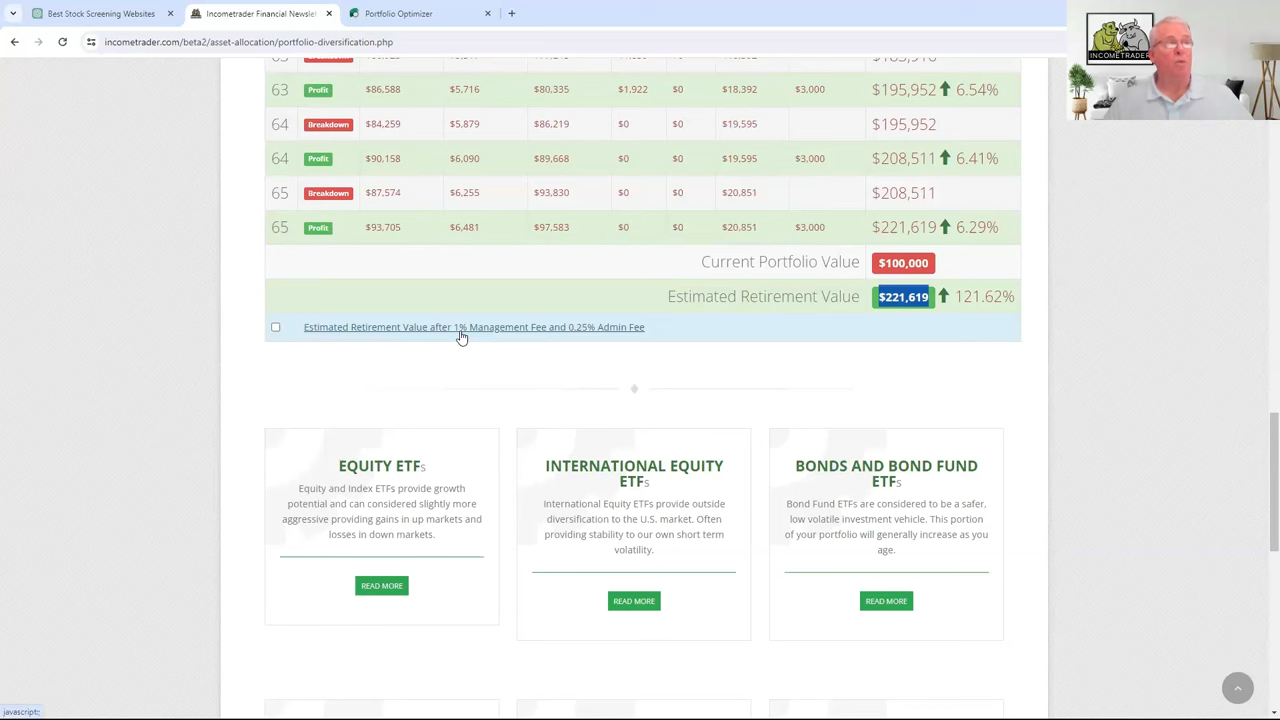 Best Stock Screening Websites
Incometrader Financial Newslet
Portfolio Optimizer
incometrader.com/beta2/asset-allocation/portfolio-diversification.php
INCOMETRADER
63 Profit $86,588 $5,716 $80,335 $1,922 $0 $18,392 $3,000 $195,952 6.54%
64 Breakdown $84,259 $5,879 $86,219 $0 $0 $19,595 $195,952
64 Profit $90,158 $6,090 $89,668 $0 $0 $19,595 $3,000 $208,511 6.41%
65 Breakdown $87,574 $6,255 $93,830 $0 $0 $20,851 $208,511
65 Profit $93,705 $6,481 $97,583 $0 $0 $20,851 $3,000 $221,619 6.29%
Current Portfolio Value $100,000
Estimated Retirement Value $221,619 121.62%
Estimated Retirement Value after 1% Management Fee and 0.25% Admin Fee
EQUITY ETFs
Equity and Index ETFs provide growth
potential and can considered slightly more
aggressive providing gains in up markets and
losses in down markets.
READ MORE
INTERNATIONAL EQUITY
ETFs
International Equity ETFs provide outside
diversification to the U.S. market. Often
providing stability to our own short term
volatility.
READ MORE
BONDS AND BOND FUND
ETFs
Bond Fund ETFs are considered to be a safer,
low volatile investment vehicle. This portion
of your portfolio will generally increase as you
age.
READ MORE
javascript:;